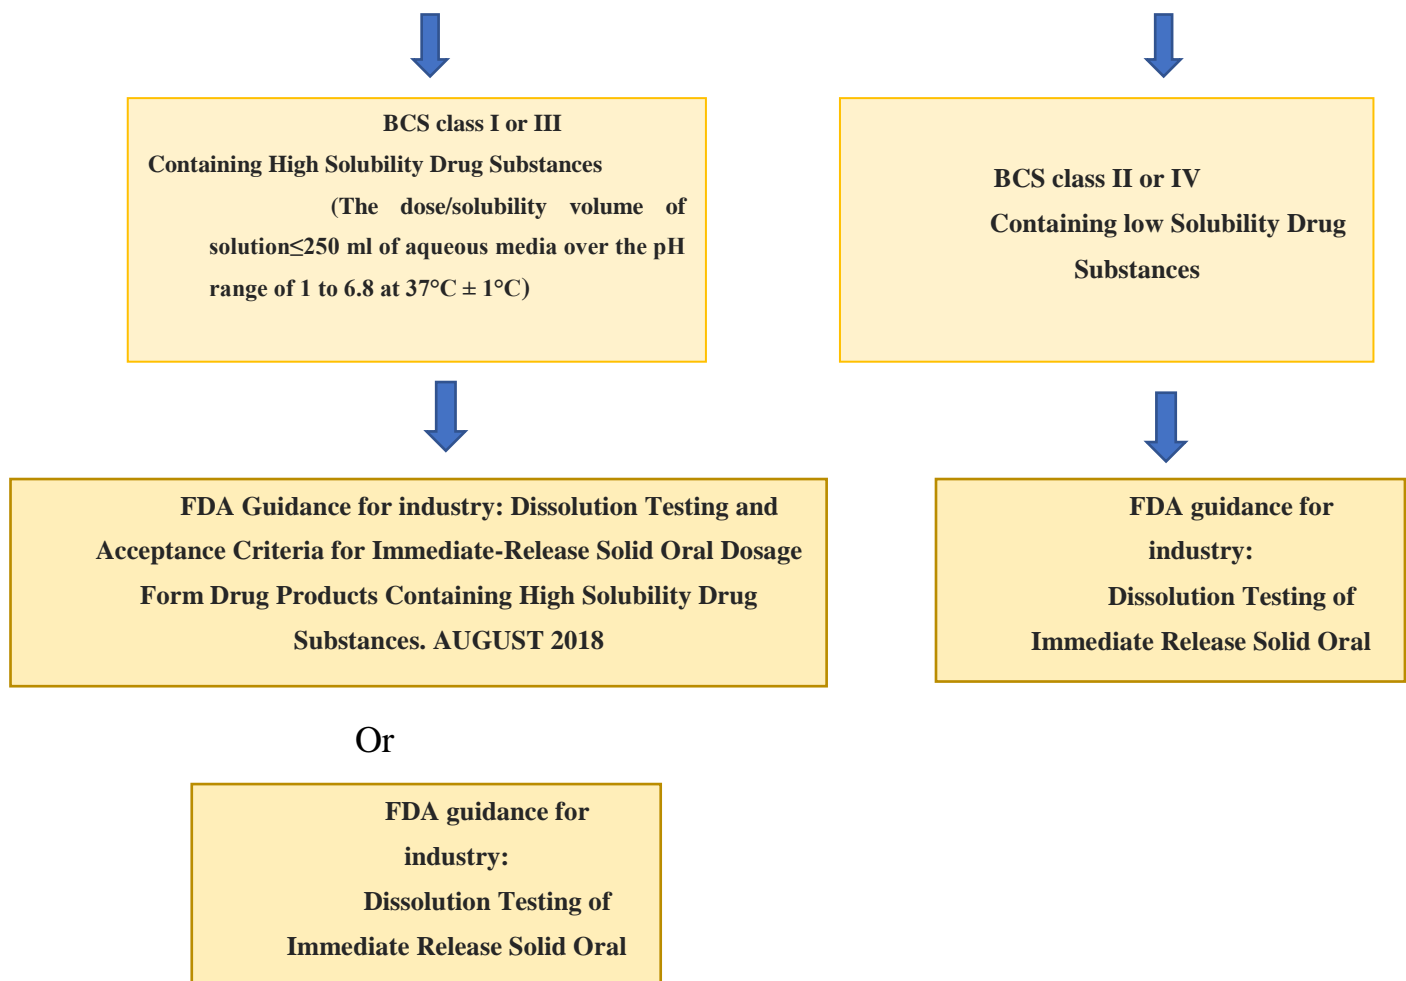 BCS class I or III
Containing High Solubility Drug Substances
(The dose/solubility volume of
solution≤250 ml of aqueous media over the pH
range of 1 to 6.8 at 37°C ± 1°C)
BCS class II or IV
Containing low Solubility Drug
Substances
FDA Guidance for industry: Dissolution Testing and
Acceptance Criteria for Immediate-Release Solid Oral Dosage
Form Drug Products Containing High Solubility Drug
Substances. AUGUST 2018
FDA guidance for
industry:
Dissolution Testing of
Immediate Release Solid Oral
Or
FDA guidance for
industry:
Dissolution Testing of
Immediate Release Solid Oral